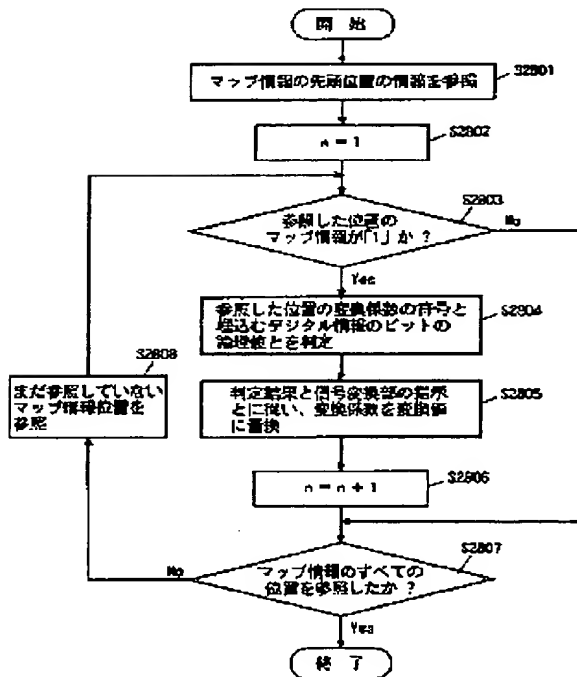 開 始
マップ情報の先頭位置の情報を参照
S2801
n = 1
S2802
参照した位置の
マップ情報が「1」か ?
S2803
No
Yes
参照した位置の変換係数の符号と
埋込むデジタル情報のビットの
論理値とを判定
S2804
S2808
まだ参照していない
マップ情報位置を
参照
判定結果と信号変換部の指示
とに従い、変換係数を変換値
に置換
S2805
n = n + 1
S2806
マップ情報のすべての
位置を参照したか ?
S2807
No
Yes
終 了